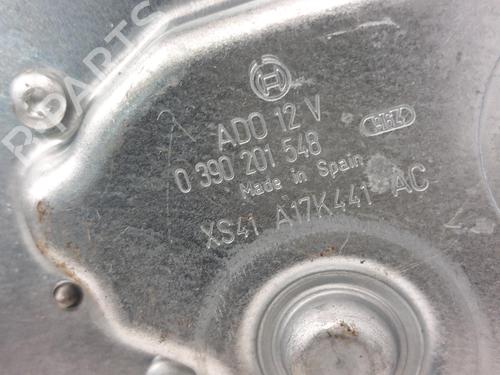 ADO 12 V
0 390 201 548
Made in Spain
XS41 A17K441 AC